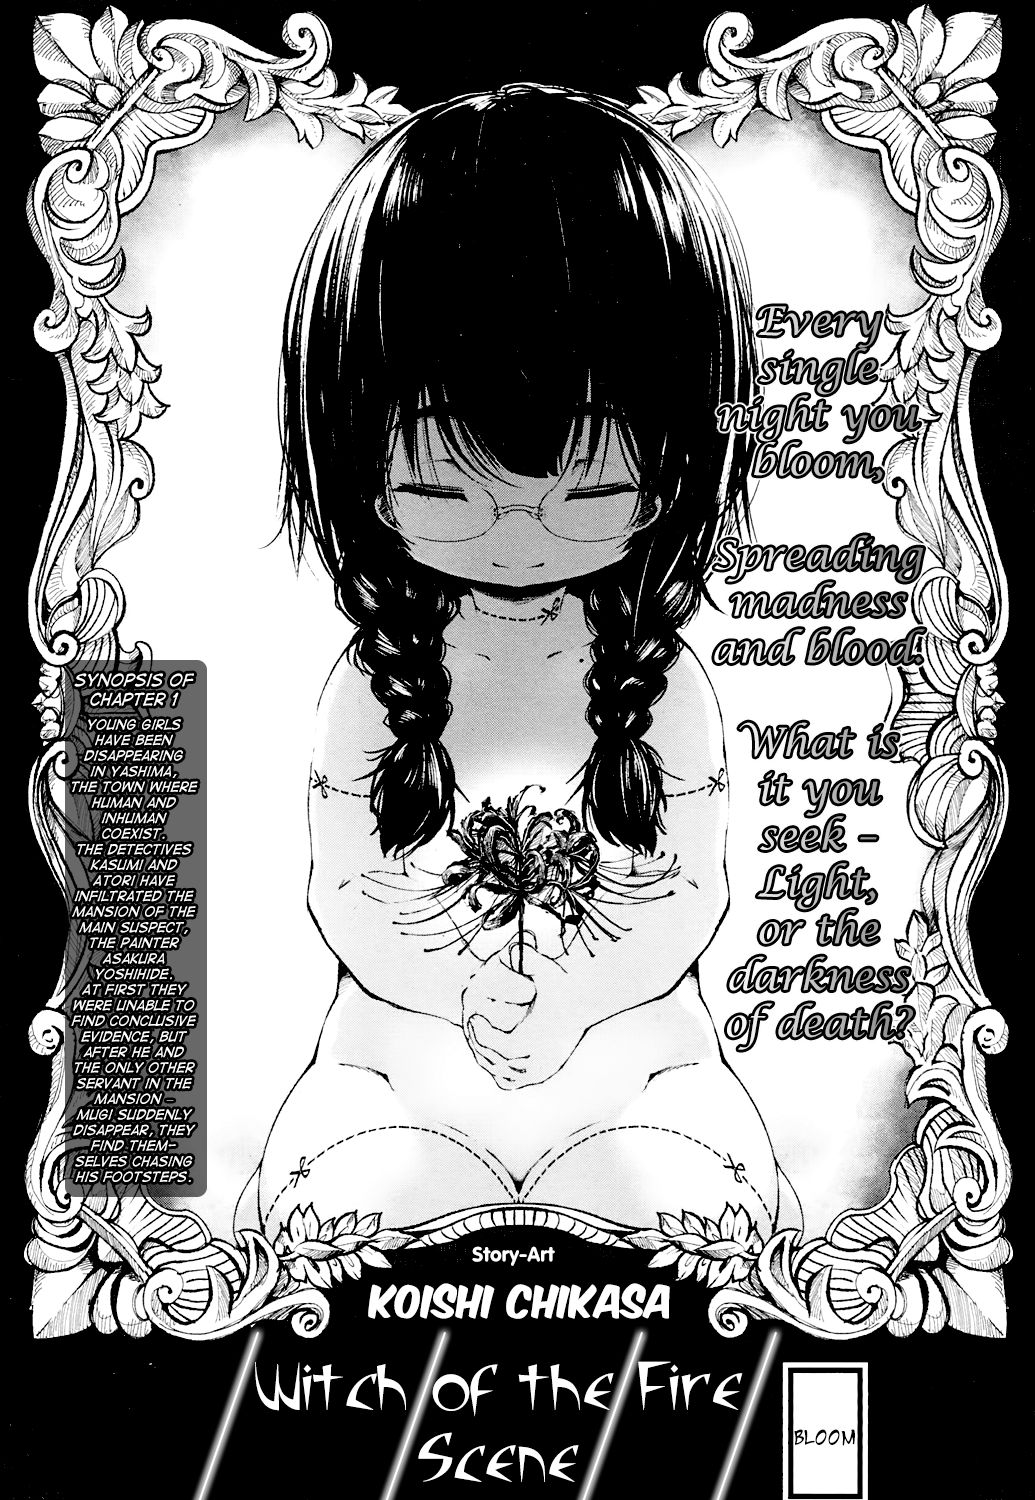 Every
single
night you
bloom,
Spreading
madness
and blood.
What is
it you
seek –
Light,
or the
darkness
of death?
SYNOPSIS OF
CHAPTER 1
YOUNG GIRLS
HAVE BEEN
DISAPPEARING
IN YASHIMA,
THE TOWN WHERE
HUMAN AND
INHUMAN
COEXIST.
THE DETECTIVES
KASUMI AND
ATORI HAVE
INFILTRATED THE
MANSION OF THE
MAIN SUSPECT,
THE PAINTER
ASAKURA
YOSHIHIDE.
AT FIRST THEY
WERE UNABLE TO
FIND CONCLUSIVE
EVIDENCE, BUT
AFTER HE AND
THE ONLY OTHER
SERVANT IN THE
MANSION –
MUGI SUDDENLY
DISAPPEAR, THEY
FIND THEM-
SELVES CHASING
HIS FOOTSTEPS.
Story-Art
KOISHI CHIKASA
Witch of the Fire
Scene
BLOOM